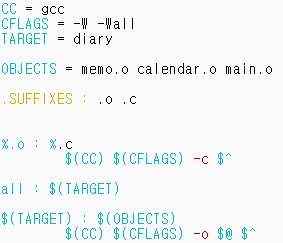 CC = gcc
CFLAGS = -W -Wall
TARGET = diary
OBJECTS = memo.o calendar.o main.o
.SUFFIXES : .o .c
%.o : %.c
$(CC) $(CFLAGS) -c $^
all : $(TARGET)
$(TARGET) : $(OBJECTS)
$(CC) $(CFLAGS) -o $@ $^